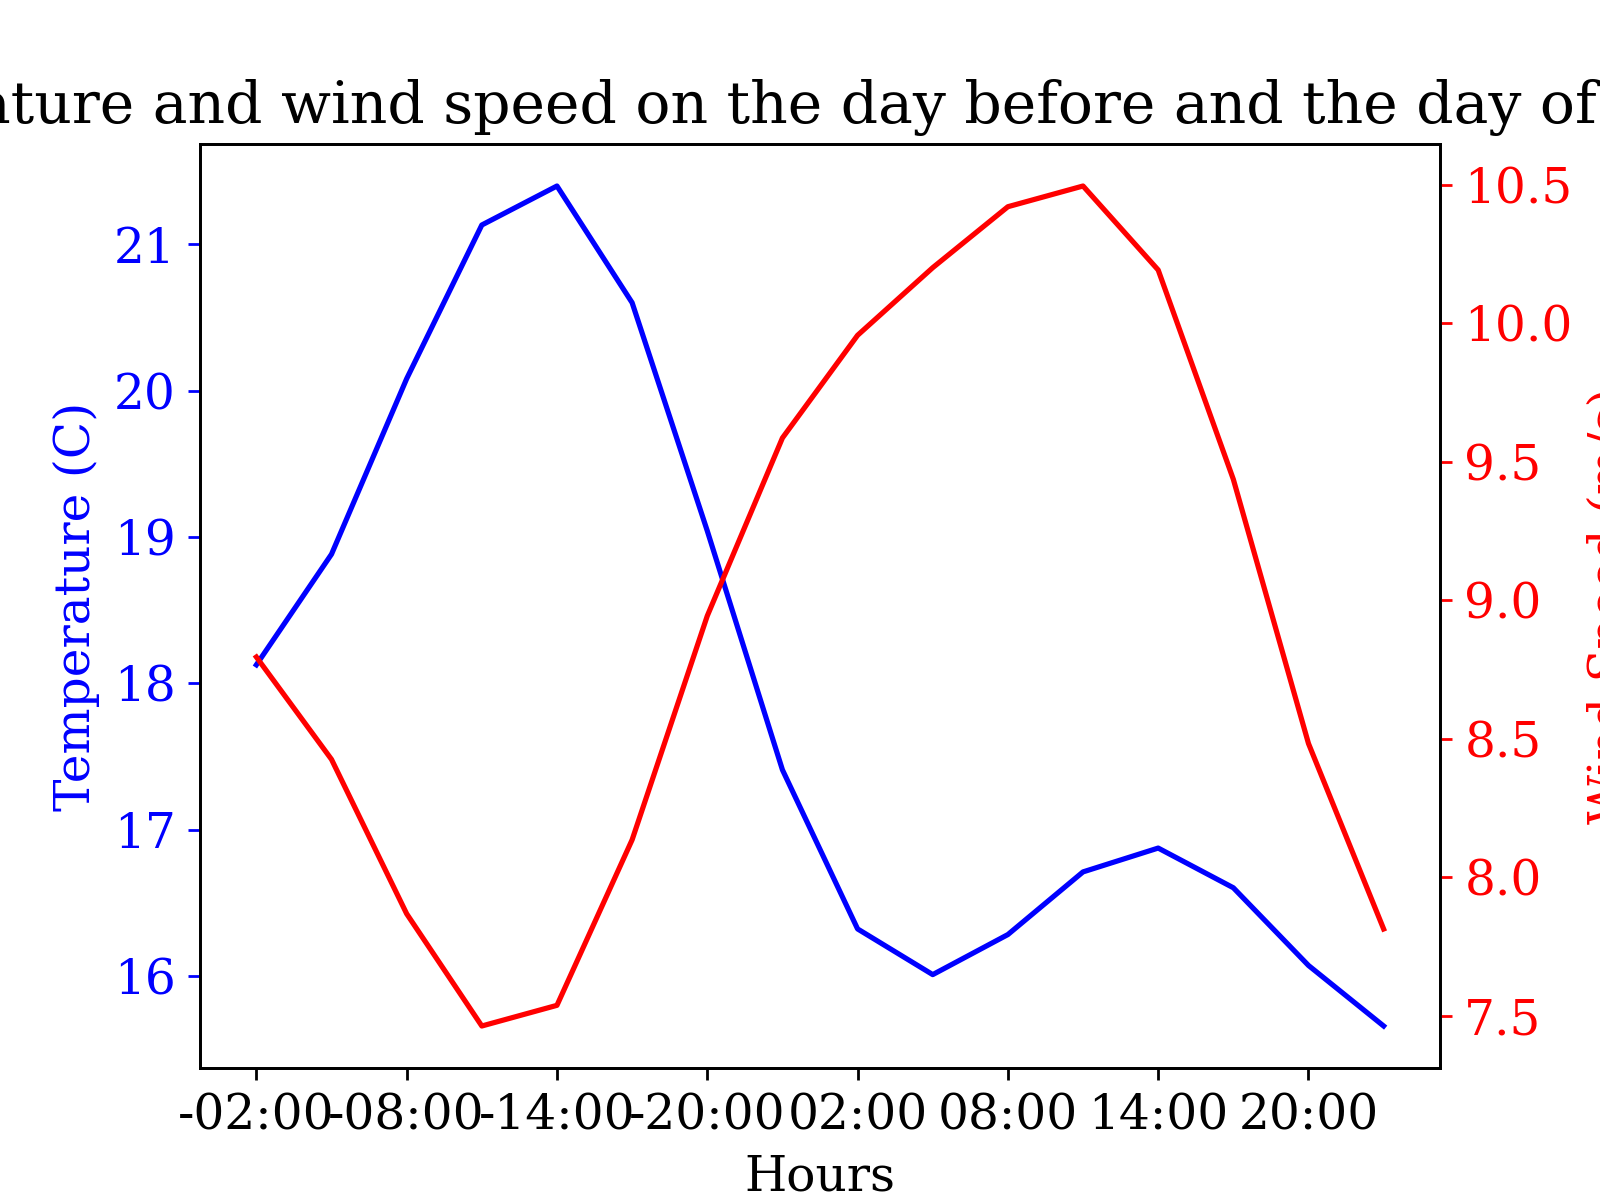 and wind speed on the day before and the day of
Temperature (C)
21
20
19
18
17
16
10.5
10.0
9.5
9.0
8.5
8.0
7.5
Wind Speed (m/s)
-02:00 -08:00 -14:00 -20:00 02:00 08:00 14:00 20:00
Hours